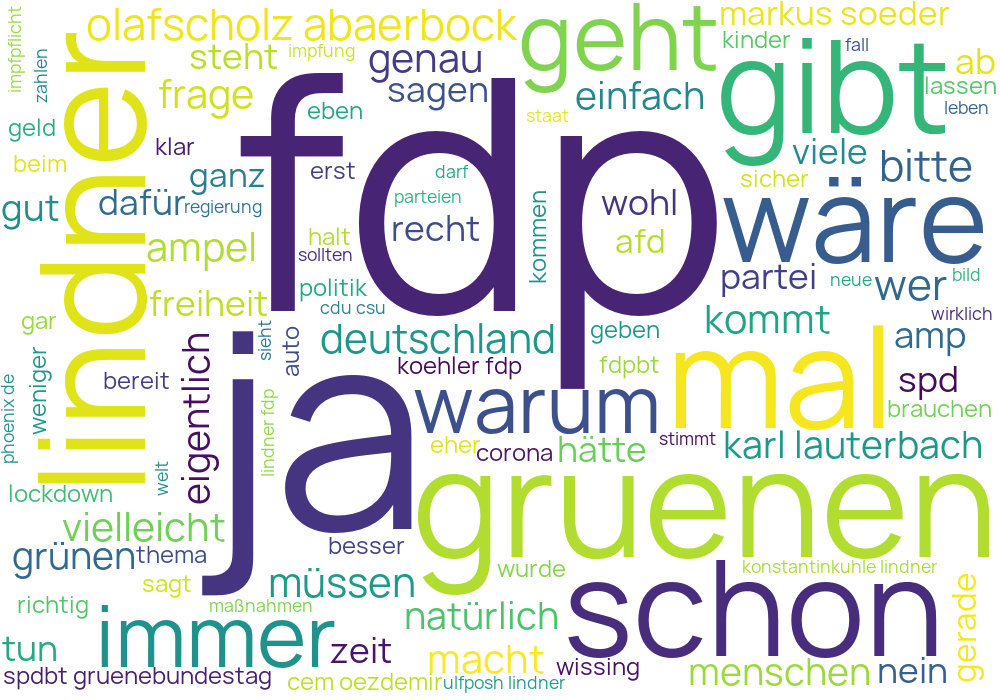 olafscholz abaerbock
geht
markus soeder
impfpflicht
zahlen
steht
impfung
genau
kinder
fall
gibt
ab
frage
sagen
einfach
lassen
leben
lindner
fdp
eben
staat
geld
klar
viele
beim
ganz
erst
darf
sicher
bitte
gut
dafür
regierung
parteien
kommen
wohl
wäre
recht
ampel
halt
afd
sollten
partei
neue
wer
bild
politik
freiheit
cdu csu
gar
sieht
auto
deutschland
geben
kommt
wirklich
amp
weniger
eigentlich
ja
koehler fdp
fdpbt
mal
spd
bereit
phoenix de
lindner fdp
warum
brauchen
eher
corona
hätte
stimmt
karl lauterbach
welt
lockdown
gruenen
vielleicht
besser
grünen
thema
wurde
konstantinkuhle lindner
sagt
müssen
schon
gerade
richtig
maßnahmen
natürlich
immer
tun
zeit
macht
wissing
menschen
nein
spdbt gruenebundestag
cem oezdemir
ulfposh lindner